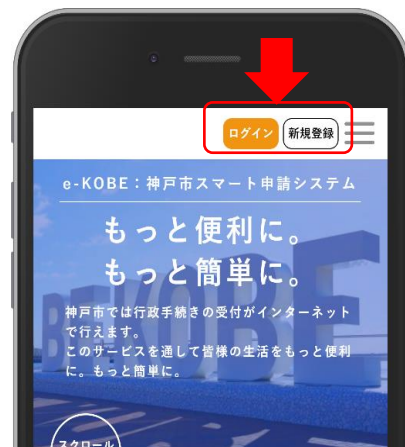 ログイン 新規登録
e-KOBE：神戸市スマート申請システム
もっと便利に。
もっと簡単に。
神戸市では行政手続きの受付がインターネット
で行えます。
このサービスを通して皆様の生活をもっと便利
に。もっと簡単に。
BE KOBE
スクロール